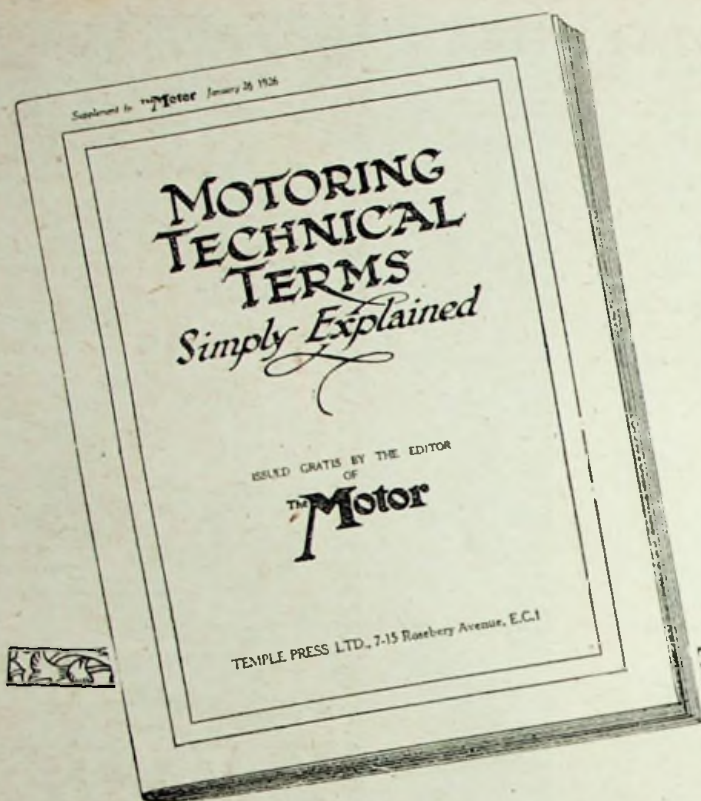 Supplement to The Motor January 26 1926
MOTORING
TECHNICAL
TERMS
Simply Explained
ISSUED GRATIS BY THE EDITOR
OF
The Motor
TEMPLE PRESS LTD., 7-15 Rosebery Avenue, E.C.1